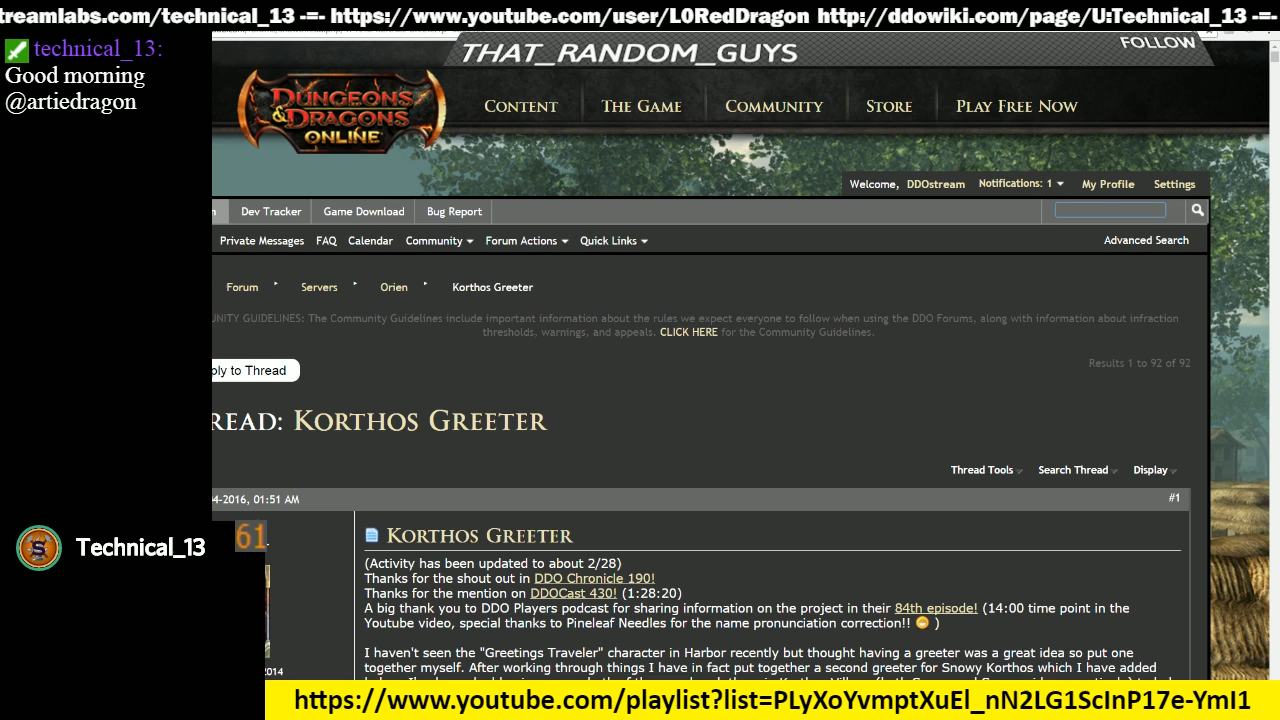 treamlabs.com/technical_13 -=- https://www.youtube.com/user/L0RedDragon http://ddowiki.com/page/U:Technical_13 -=-
technical_13:
Good morning
@artiedragon
THAT_RANDOM_GUYS
FOLLOW
DUNGEONS & DRAGONS ONLINE
CONTENT THE GAME COMMUNITY STORE PLAY FREE NOW
Welcome, DDOstream Notifications: 1 My Profile Settings
Dev Tracker Game Download Bug Report
Private Messages FAQ Calendar Community Forum Actions Quick Links Advanced Search
Forum Servers Orien Korthos Greeter
NITY GUIDELINES: The Community Guidelines include important information about the rules we expect everyone to follow when using the DDO Forums, along with information about infraction
thresholds, warnings, and appeals. CLICK HERE for the Community Guidelines.
Results 1 to 92 of 92
ply to Thread
READ: KORTHOS GREETER
Thread Tools Search Thread Display
4-2016, 01:51 AM #1
61
Technical_13
KORTHOS GREETER
(Activity has been updated to about 2/28)
Thanks for the shout out in DDO Chronicle 190!
Thanks for the mention on DDOCast 430! (1:28:20)
A big thank you to DDO Players podcast for sharing information on the project in their 84th episode! (14:00 time point in the
Youtube video, special thanks to Pineleaf Needles for the name pronunciation correction!! )
I haven't seen the "Greetings Traveler" character in Harbor recently but thought having a greeter was a great idea so put one
together myself. After working through things I have in fact put together a second greeter for Snowy Korthos which I have added
2014
https://www.youtube.com/playlist?list=PLyXoYvmptXuEl_nN2LG1ScInP17e-YmI1